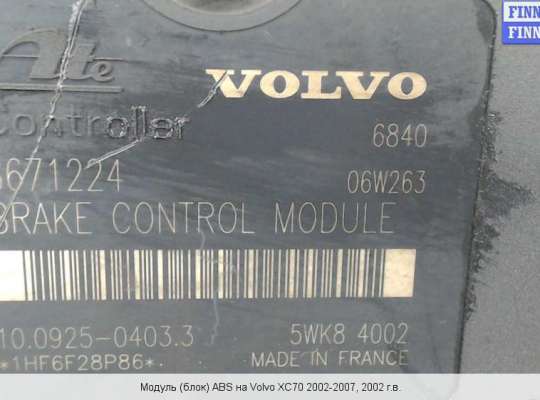 FINN
FINN
Ate
VOLVO
Controller
6840
6671224
06W263
BRAKE CONTROL MODULE
10.0925-0403.3
5WK8 4002
*1HF6F28P86*
MADE IN FRANCE
Модуль (блок) ABS на Volvo XC70 2002-2007, 2002 г.в.